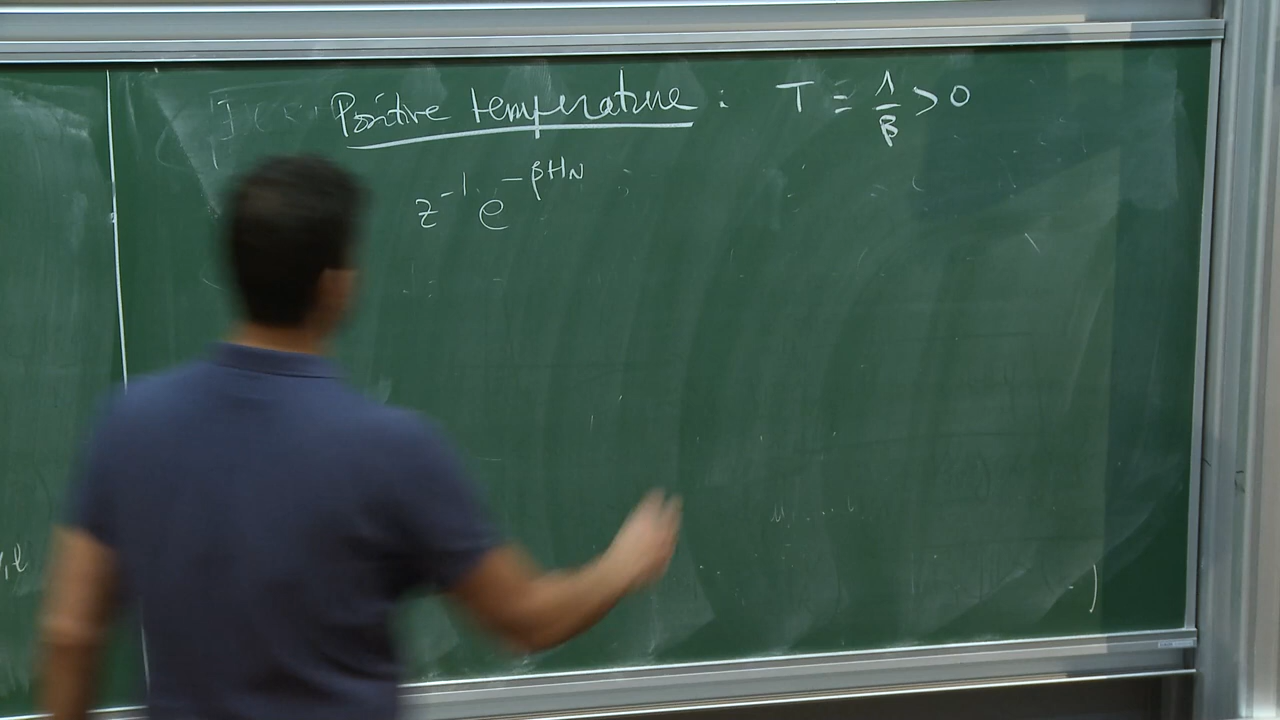 Positive temperature : T = 1/β > 0
z^{-1} e^{-βH_N}